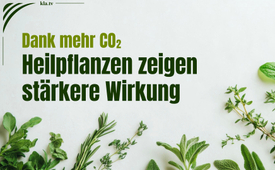 kla.tv
Dank mehr CO₂
Heilpflanzen zeigen
stärkere Wirkung